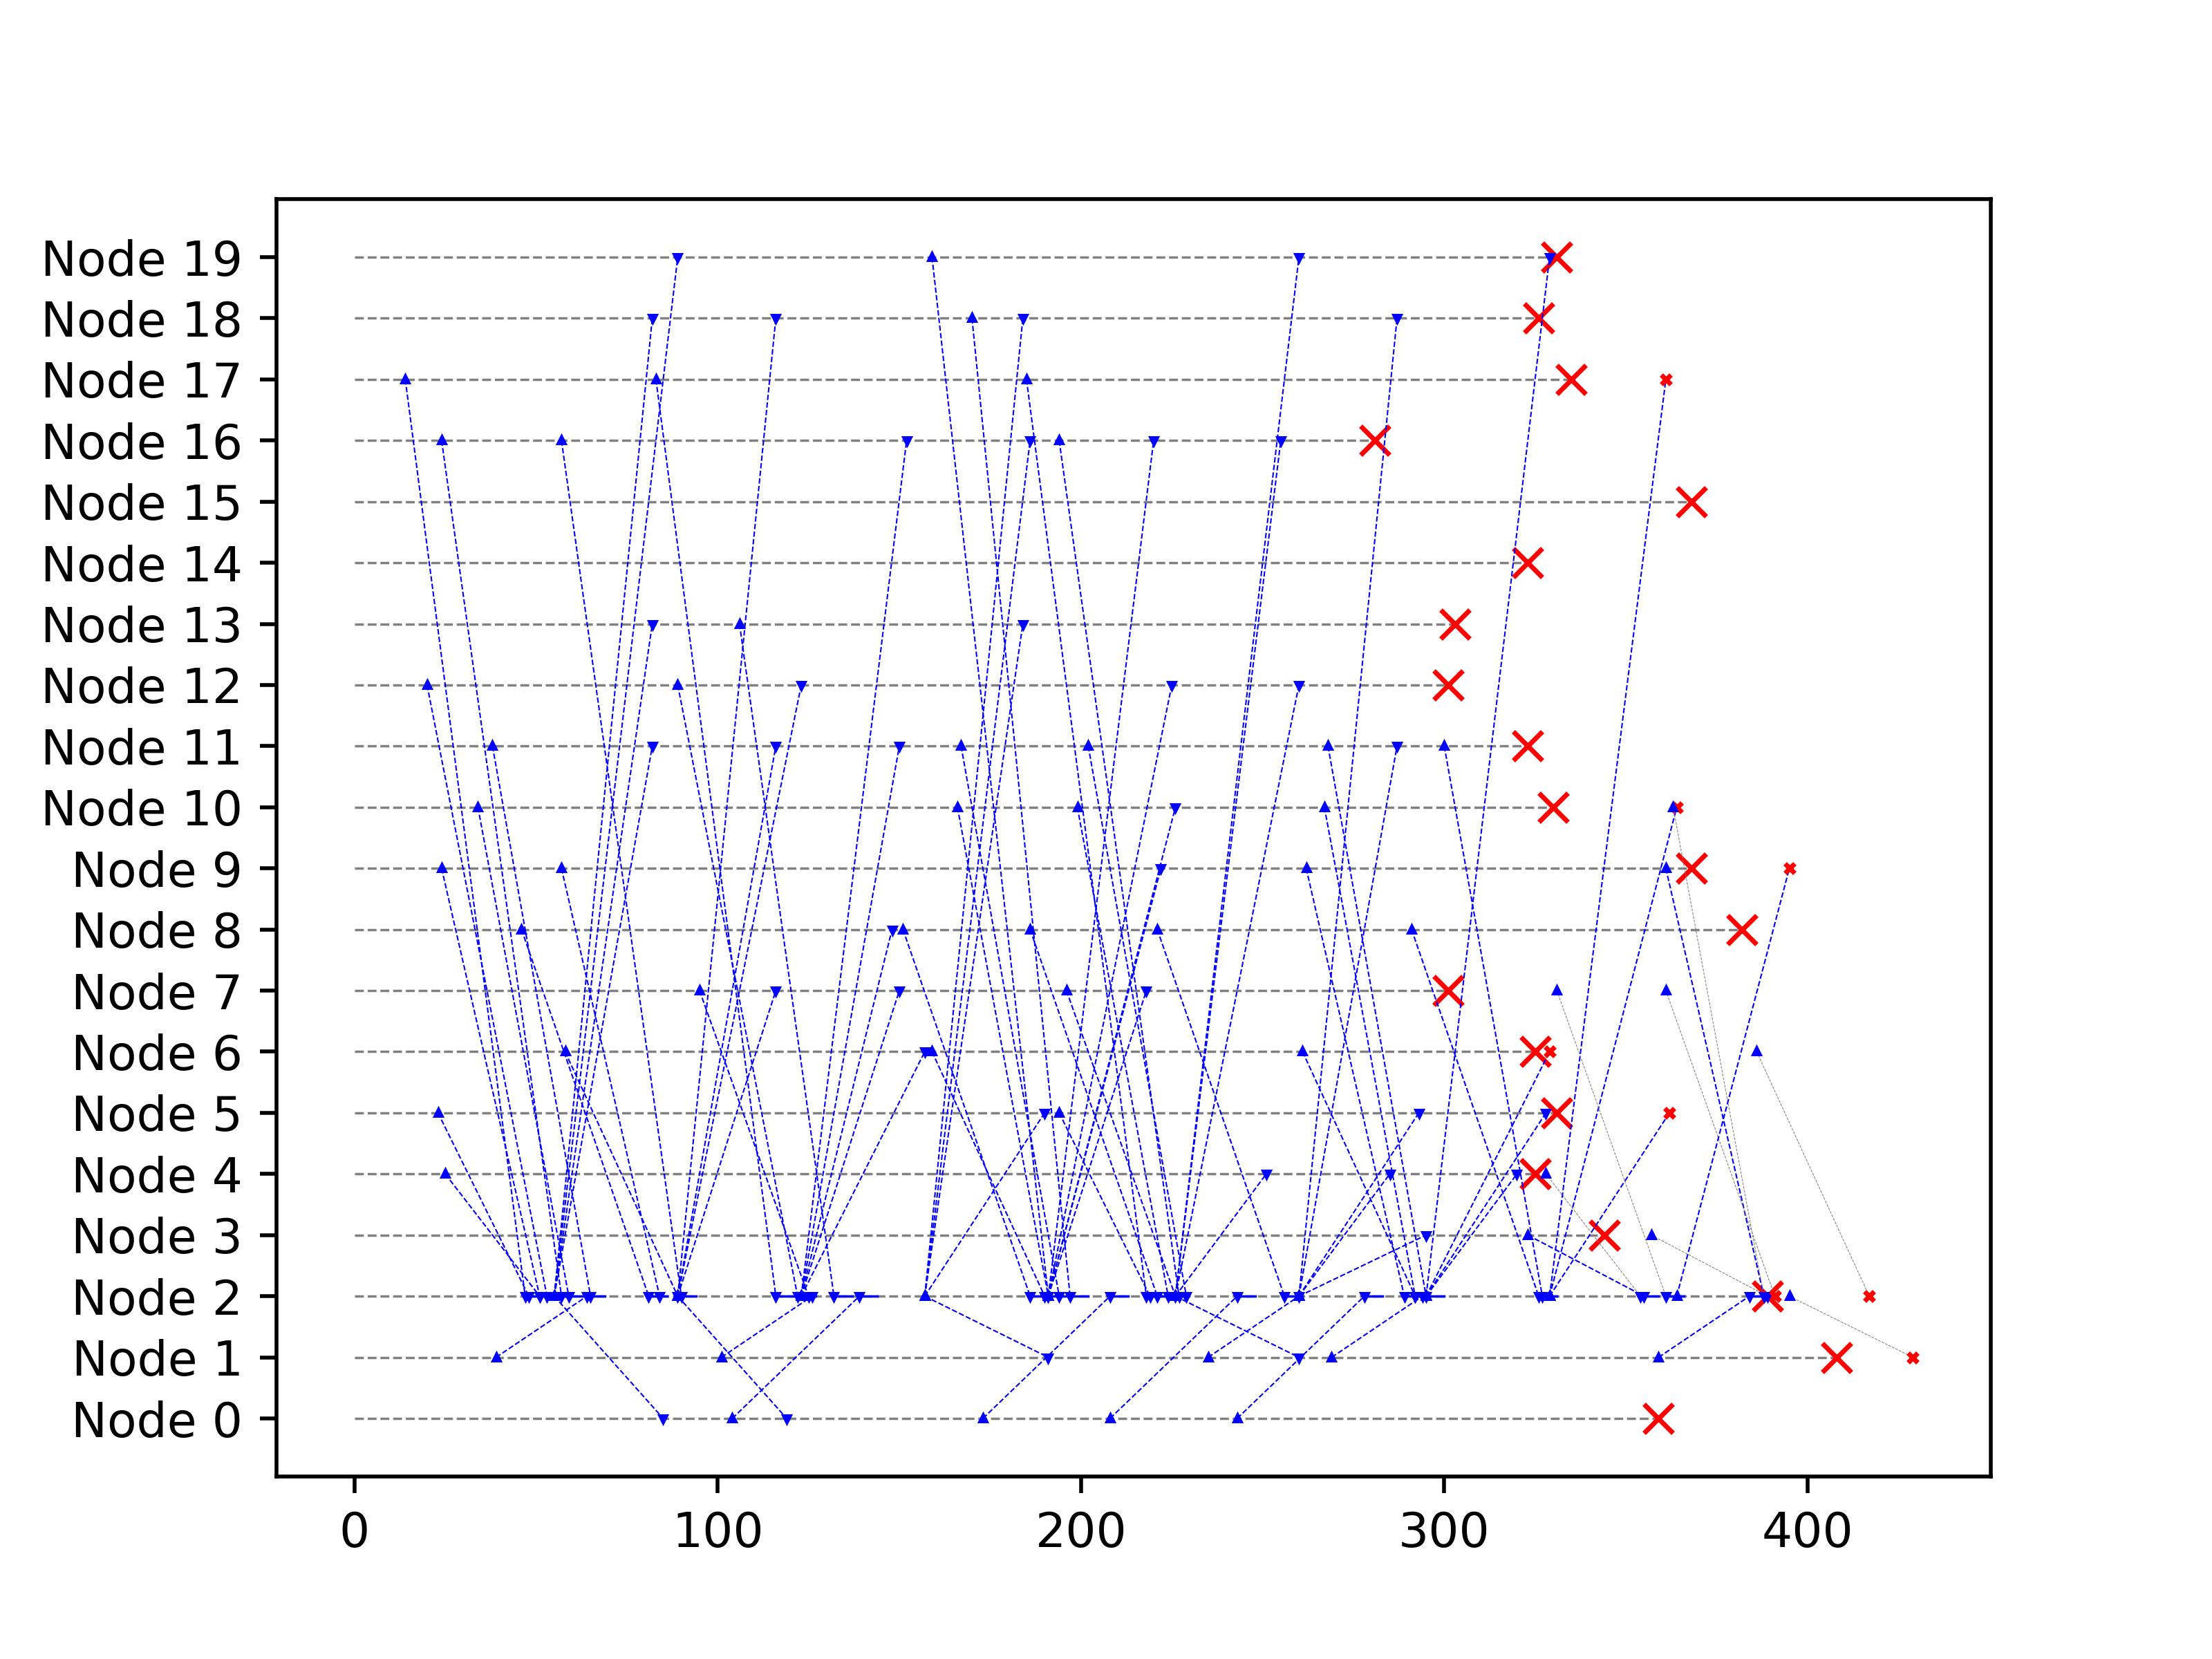 Node 19
Node 18
Node 17
Node 16
Node 15
Node 14
Node 13
Node 12
Node 11
Node 10
Node 9
Node 8
Node 7
Node 6
Node 5
Node 4
Node 3
Node 2
Node 1
Node 0
0 100 200 300 400